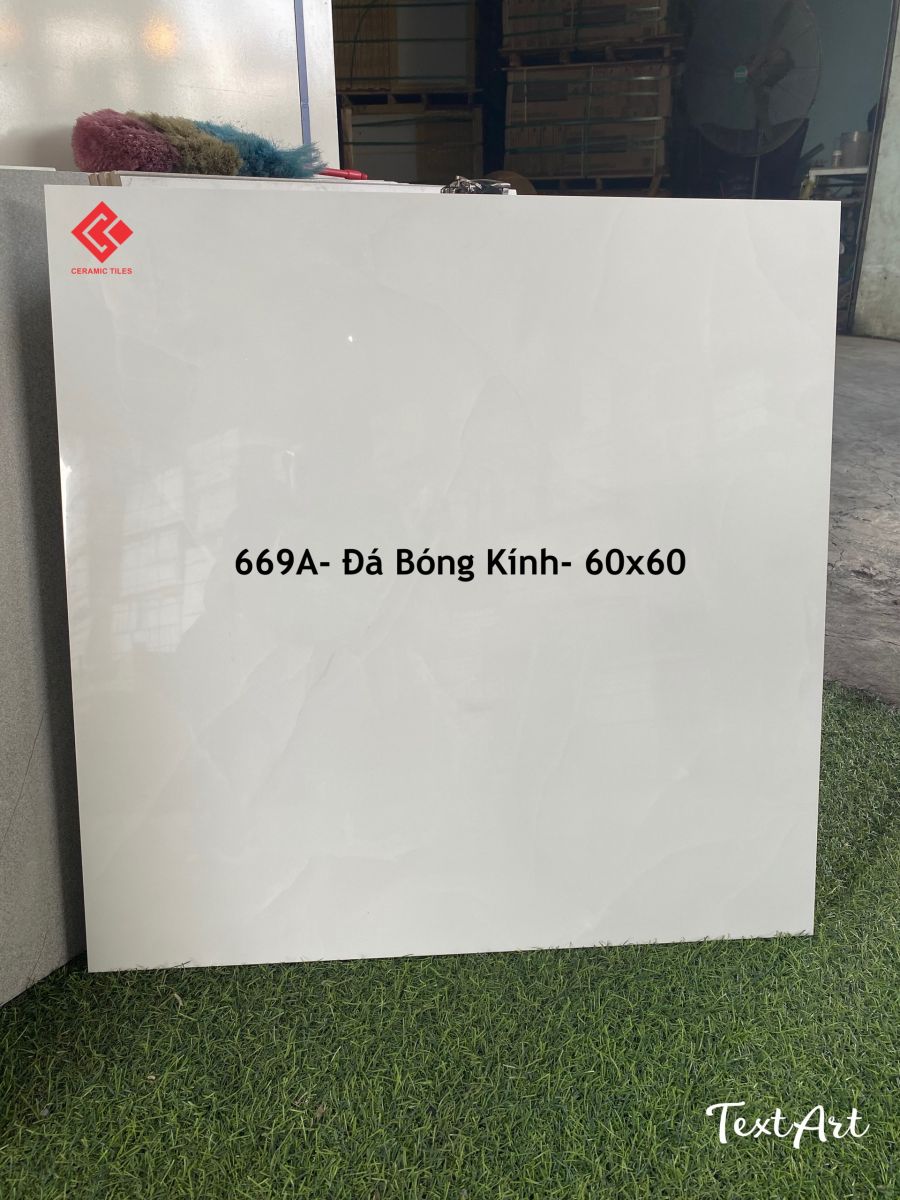 CERAMIC TILES
669A- Đá Bóng Kính- 60x60
TextArt